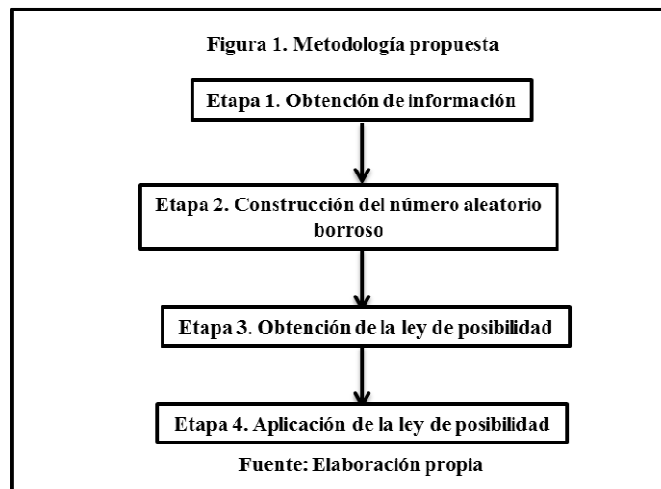 Figura 1. Metodología propuesta
Etapa 1. Obtención de información
Etapa 2. Construcción del número aleatorio
borroso
Etapa 3. Obtención de la ley de posibilidad
Etapa 4. Aplicación de la ley de posibilidad
Fuente: Elaboración propia